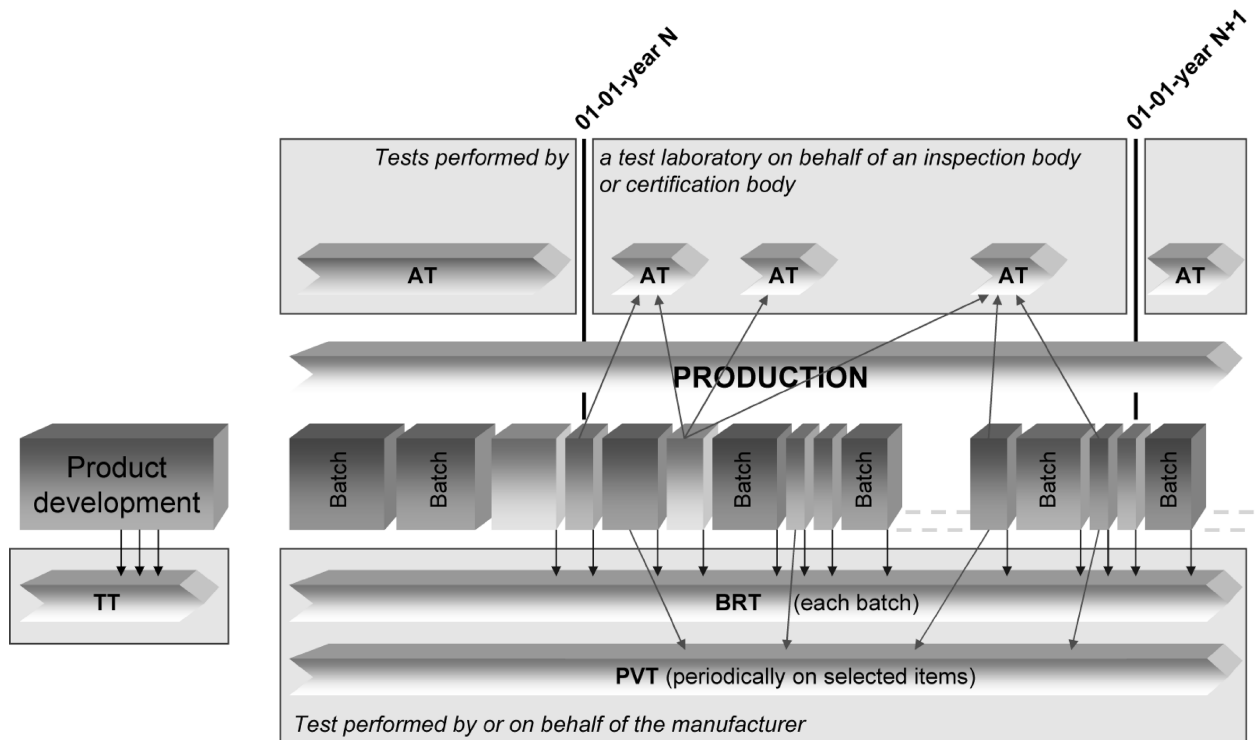 01-01-year N
01-01-year N+1
Tests performed by
a test laboratory on behalf of an inspection body
or certification body
AT
AT
AT
AT
AT
PRODUCTION
Product
development
Batch
Batch
Batch
Batch
Batch
Batch
TT
BRT (each batch)
PVT (periodically on selected items)
Test performed by or on behalf of the manufacturer